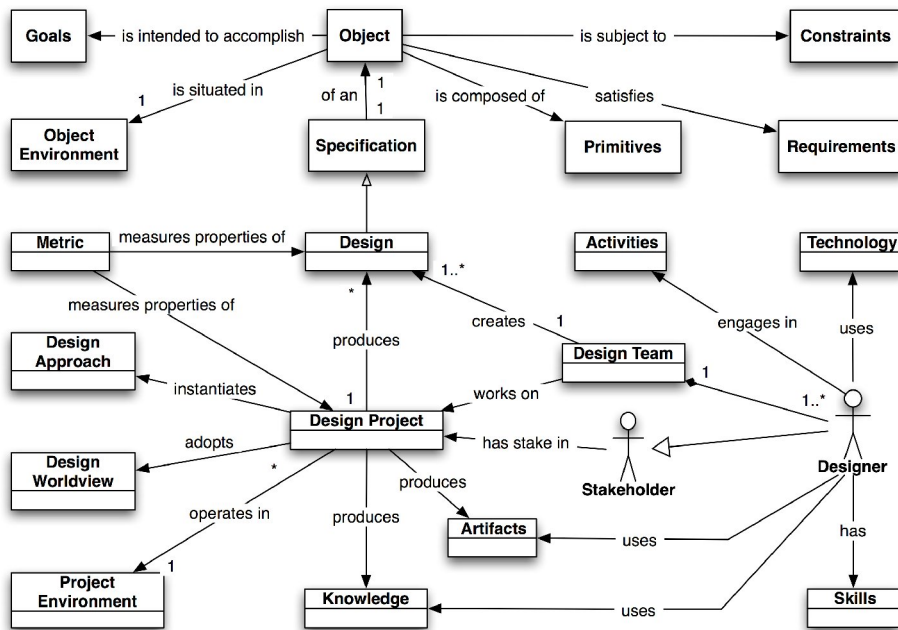 Goals
is intended to accomplish
Object
is subject to
Constraints
1
is situated in
of an
1
1
is composed of
satisfies
Object
Environment
Specification
Primitives
Requirements
Metric
measures properties of
Design
Activities
Technology
1..*
*
measures properties of
creates
1
engages in
uses
produces
Design
Approach
Design Team
1
instantiates
works on
1
1..*
Design Project
adopts
has stake in
*
Design
Worldview
Stakeholder
Designer
produces
operates in
produces
Artifacts
uses
has
1
Project
Environment
Knowledge
uses
Skills